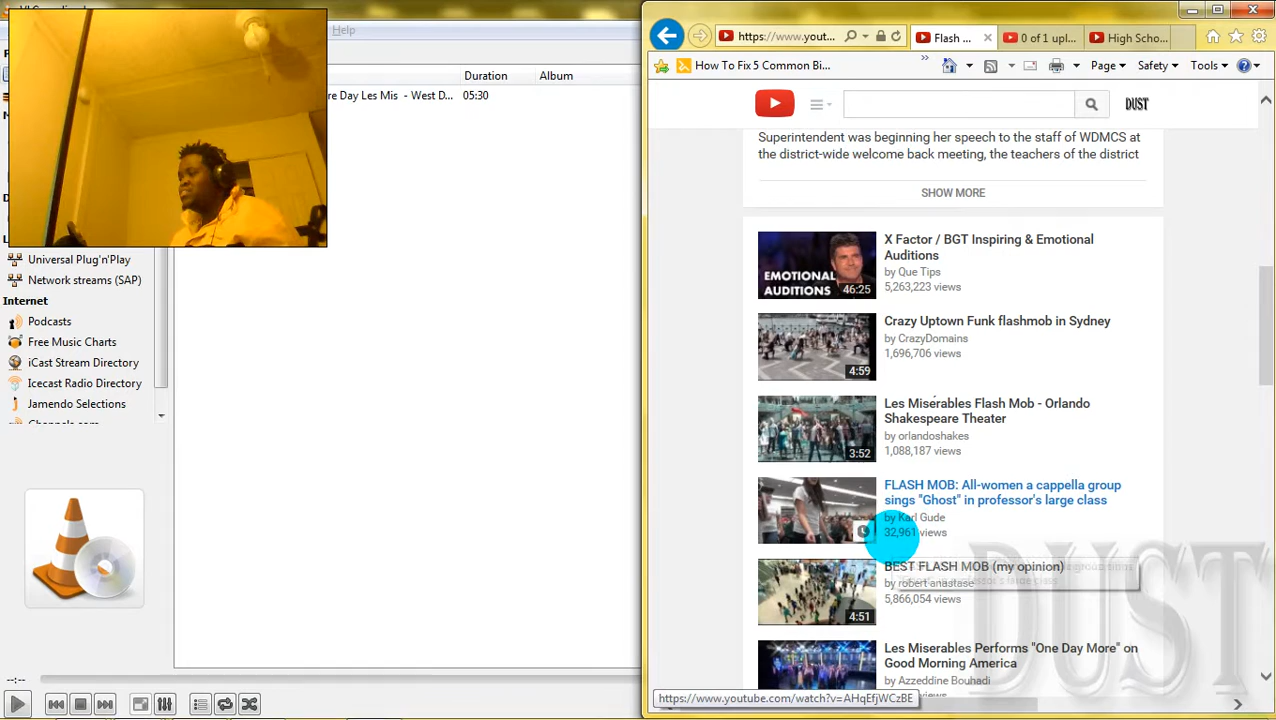 Help
Duration
Album
re Day Les Mis - West D...
05:30
Universal Plug'n'Play
Network streams (SAP)
Internet
Podcasts
Free Music Charts
iCast Stream Directory
Icecast Radio Directory
Jamendo Selections
Channels.com
--:--
https://www.yout...
Flash ...
0 of 1 upl...
High Scho...
How To Fix 5 Common Bi...
»
Page
Safety
Tools
DUST
Superintendent was beginning her speech to the staff of WDMCS at
the district-wide welcome back meeting, the teachers of the district
SHOW MORE
EMOTIONAL
AUDITIONS
46:25
X Factor / BGT Inspiring & Emotional
Auditions
by Que Tips
5,263,223 views
4:59
Crazy Uptown Funk flashmob in Sydney
by CrazyDomains
1,696,706 views
3:52
Les Misérables Flash Mob - Orlando
Shakespeare Theater
by orlandoshakes
1,088,187 views
FLASH MOB: All-women a cappella group
sings "Ghost" in professor's large class
by Karl Gude
32,961 views
4:51
BEST FLASH MOB (my opinion)
by robert anastase
5,866,054 views
Les Miserables Performs "One Day More" on
Good Morning America
by Azzeddine Bouhadi
views
https://www.youtube.com/watch?v=AHqEfjWCzBE
DUST